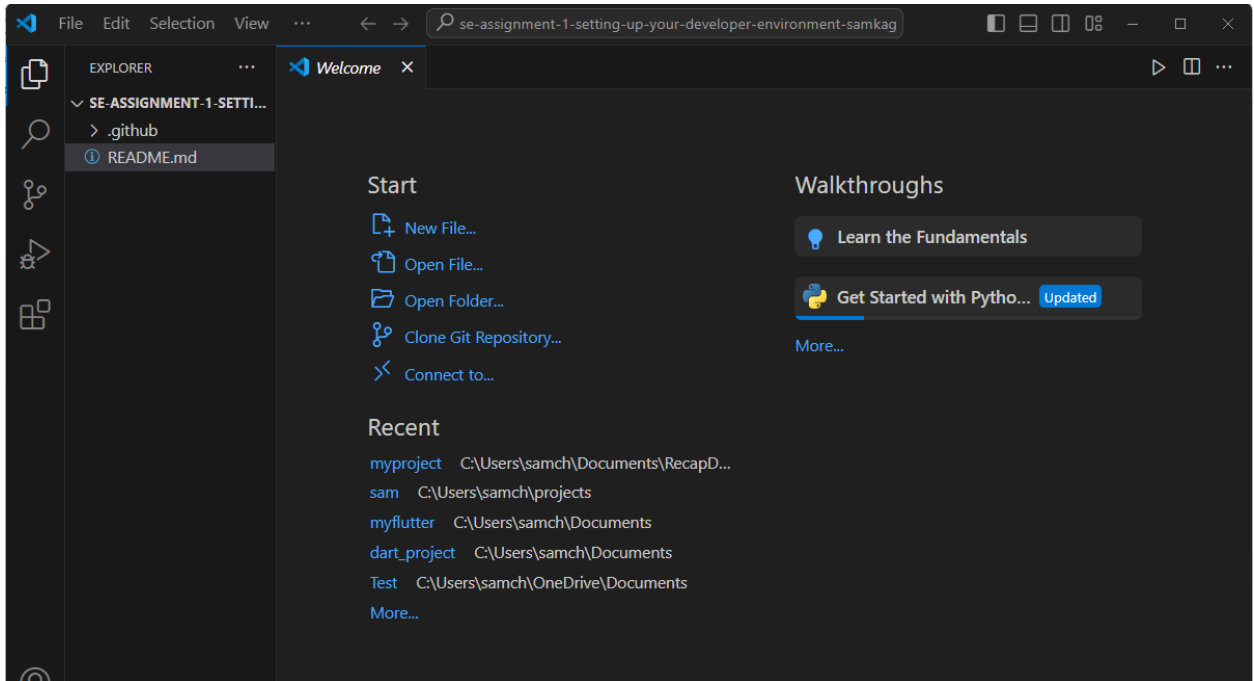 File Edit Selection View ...
se-assignment-1-setting-up-your-developer-environment-samkag
EXPLORER ...
Welcome
SE-ASSIGNMENT-1-SETTI...
.github
README.md
Start
New File...
Open File...
Open Folder...
Clone Git Repository...
Connect to...
Recent
myproject C:\Users\samch\Documents\RecapD...
sam C:\Users\samch\projects
myflutter C:\Users\samch\Documents
dart_project C:\Users\samch\Documents
Test C:\Users\samch\OneDrive\Documents
More...
Walkthroughs
Learn the Fundamentals
Get Started with Pytho... Updated
More...